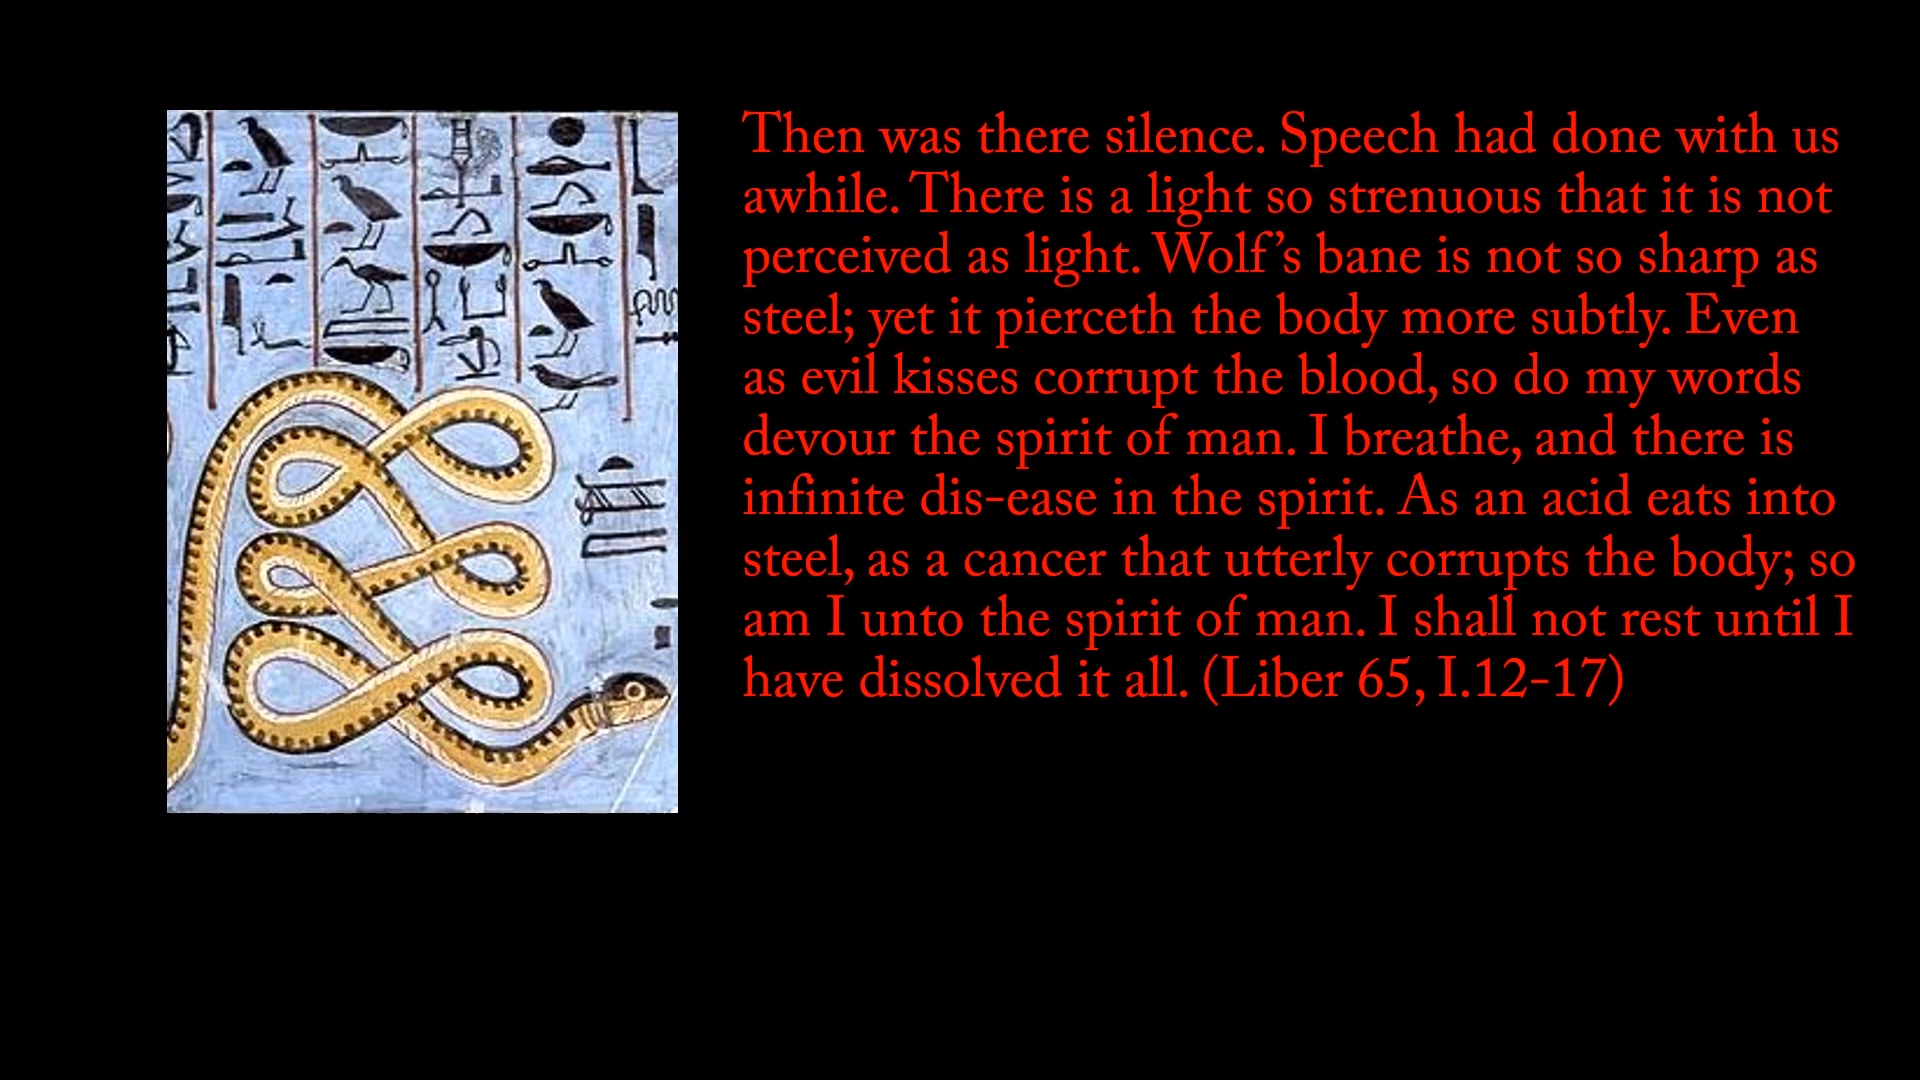 Then was there silence. Speech had done with us
awhile. There is a light so strenuous that it is not
perceived as light. Wolf’s bane is not so sharp as
steel; yet it pierceth the body more subtly. Even
as evil kisses corrupt the blood, so do my words
devour the spirit of man. I breathe, and there is
infinite dis-ease in the spirit. As an acid eats into
steel, as a cancer that utterly corrupts the body; so
am I unto the spirit of man. I shall not rest until I
have dissolved it all. (Liber 65, I.12-17)